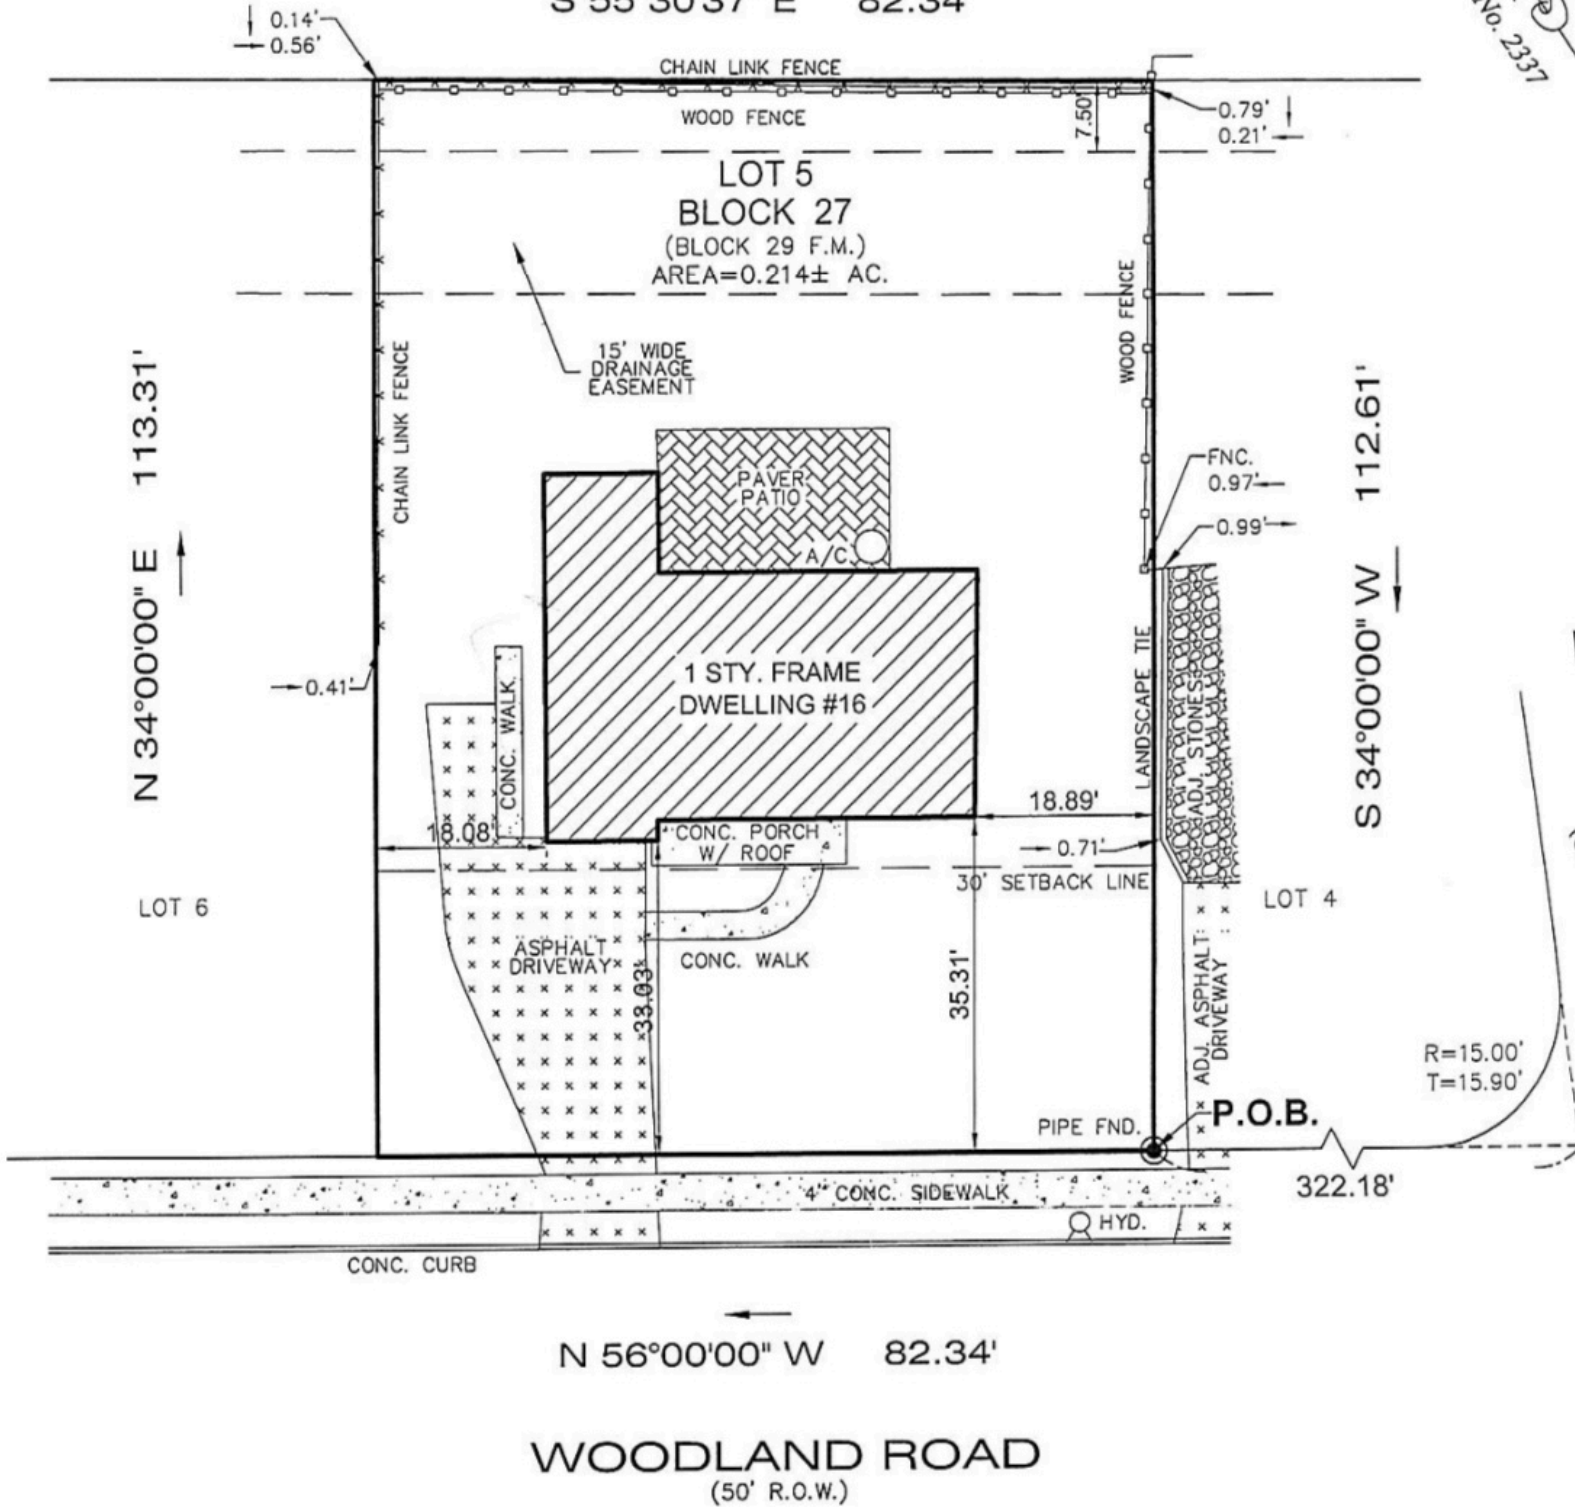 S 55°30'37" E 82.34'
No. 2337
0.14'
0.56'
CHAIN LINK FENCE
WOOD FENCE
7.50'
0.79'
0.21'
LOT 5
BLOCK 27
(BLOCK 29 F.M.)
AREA=0.214± AC.
15' WIDE
DRAINAGE
EASEMENT
CHAIN LINK FENCE
WOOD FENCE
N 34°00'00" E 113.31'
S 34°00'00" W 112.61'
FNC.
0.97'
0.99'
PAVER
PATIO
A/C
1 STY. FRAME
DWELLING #16
CONC. WALK
LANDSCAPE TIE
ADJ. STONES
0.41'
18.08'
18.89'
CONC. PORCH
W/ ROOF
0.71'
30' SETBACK LINE
LOT 6
LOT 4
ASPHALT
DRIVEWAY
CONC. WALK
33.03'
35.31'
ADJ. ASPHALT
DRIVEWAY
R=15.00'
T=15.90'
PIPE FND.
P.O.B.
322.18'
4' CONC. SIDEWALK
HYD.
CONC. CURB
N 56°00'00" W 82.34'
WOODLAND ROAD
(50' R.O.W.)